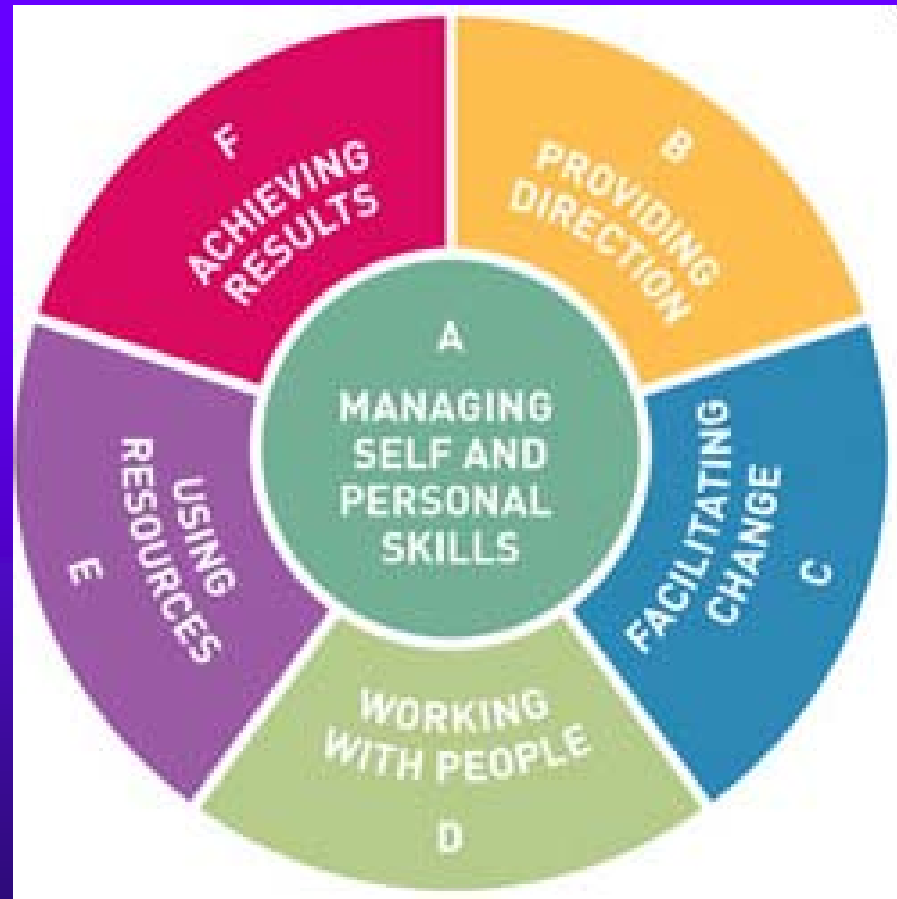 A
MANAGING
SELF AND
PERSONAL
SKILLS
B
PROVIDING
DIRECTION
FACILITATING
CHANGE
C
WORKING
WITH PEOPLE
D
USING
RESOURCES
E
F
ACHIEVING
RESULTS